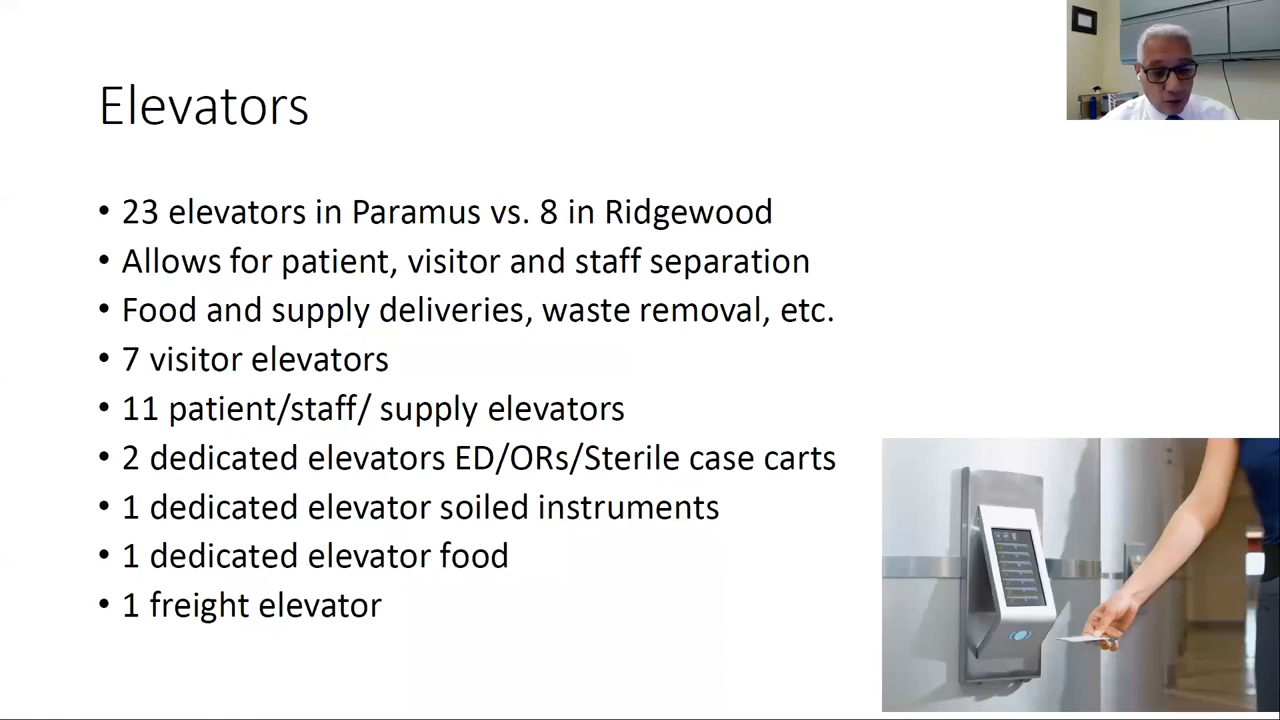 Elevators
• 23 elevators in Paramus vs. 8 in Ridgewood
• Allows for patient, visitor and staff separation
• Food and supply deliveries, waste removal, etc.
• 7 visitor elevators
• 11 patient/staff/ supply elevators
• 2 dedicated elevators ED/ORs/Sterile case carts
• 1 dedicated elevator soiled instruments
• 1 dedicated elevator food
• 1 freight elevator